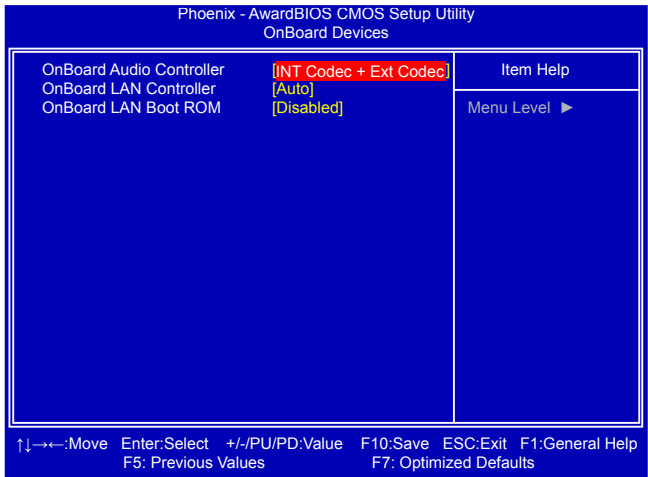 Phoenix - AwardBIOS CMOS Setup Utility
OnBoard Devices
OnBoard Audio Controller [INT Codec + Ext Codec]
OnBoard LAN Controller [Auto]
OnBoard LAN Boot ROM [Disabled]
Item Help
Menu Level ►
↑↓→←:Move Enter:Select +/-/PU/PD:Value F10:Save ESC:Exit F1:General Help
F5: Previous Values F7: Optimized Defaults